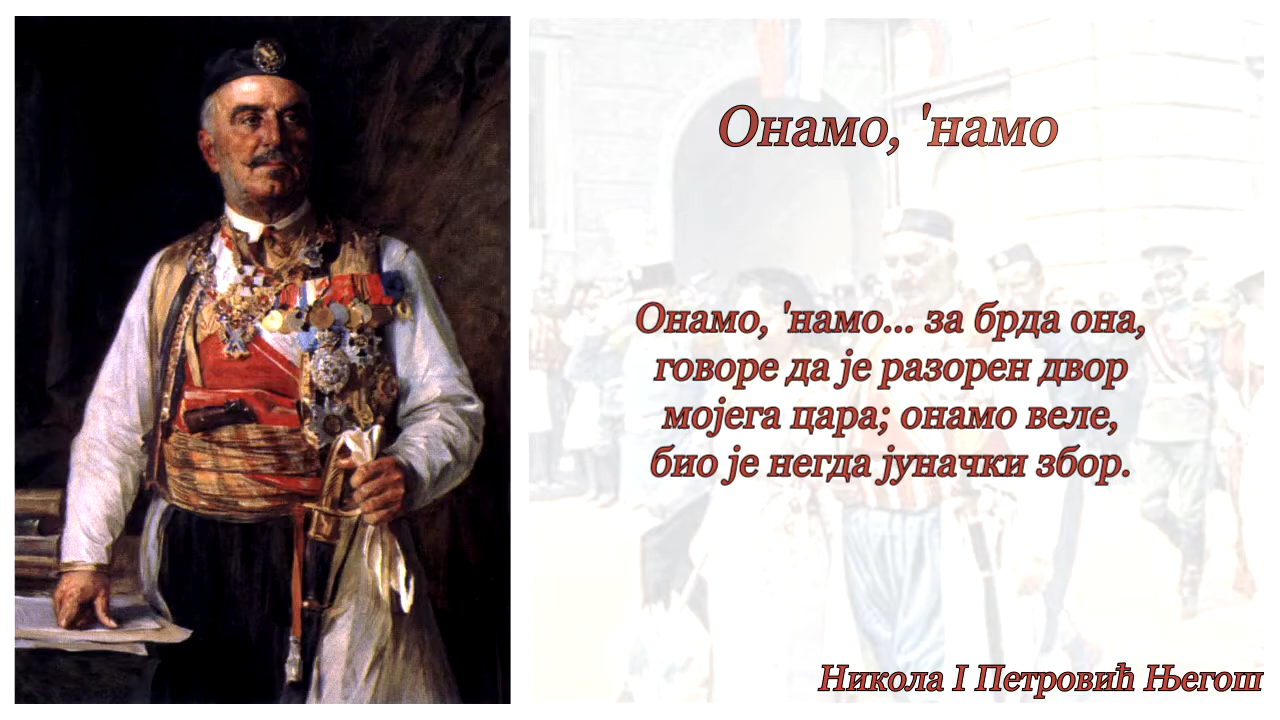 Онамо, 'намо
Онамо, 'намо... за брда она,
говоре да је разорен двор
мојега цара; онамо веле,
био је негда јуначки збор.
Никола I Петровић Његош